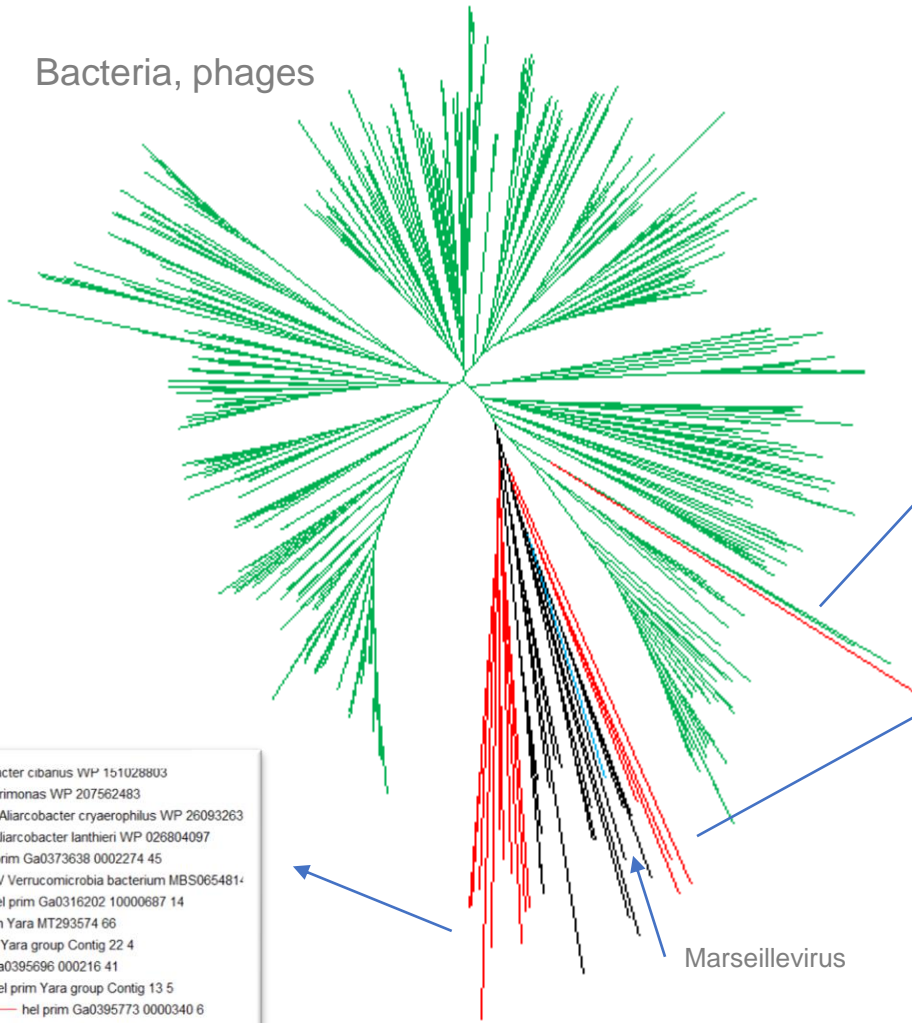 Bacteria, phages
cter cibarius WP 151028803
rimonas WP 207562483
Aliarcobacter cryaerophilus WP 26093263
liarcobacter lanthieri WP 026804097
prim Ga0373638 0002274 45
V Verrucomicrobia bacterium MBS0654814
el prim Ga0316202 10000687 14
n Yara MT293574 66
Yara group Contig 22 4
a0395696 000216 41
el prim Yara group Contig 13 5
hel prim Ga0395773 0000340 6
Marseillevirus